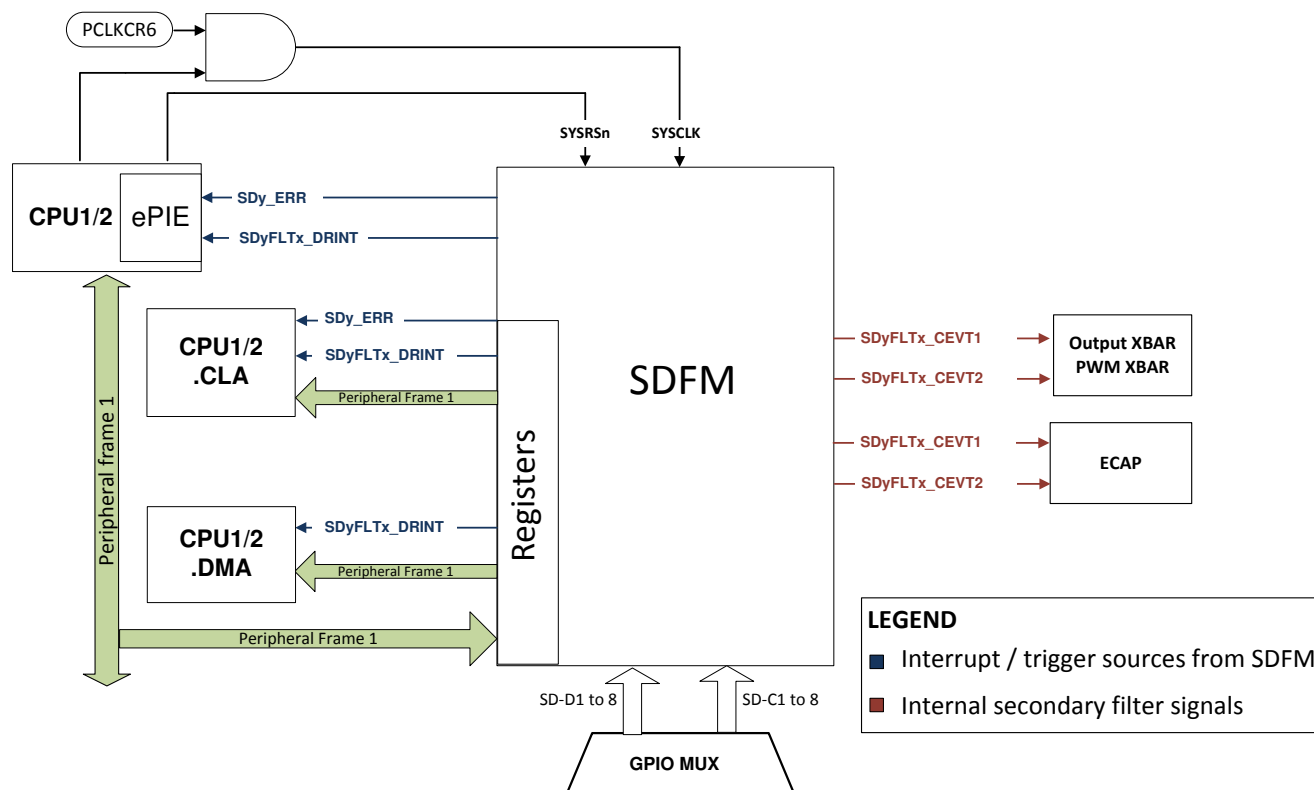 PCLKCR6
SYSRSn
SYSCLK
CPU1/2
ePIE
SDy_ERR
SDyFLTx_DRINT
CPU1/2
.CLA
SDy_ERR
SDyFLTx_DRINT
Peripheral Frame 1
SDFM
Registers
SDyFLTx_CEVT1
SDyFLTx_CEVT2
Output XBAR
PWM XBAR
SDyFLTx_CEVT1
SDyFLTx_CEVT2
ECAP
Peripheral frame 1
CPU1/2
.DMA
SDyFLTx_DRINT
Peripheral Frame 1
Peripheral Frame 1
LEGEND
Interrupt / trigger sources from SDFM
Internal secondary filter signals
SD-D1 to 8
SD-C1 to 8
GPIO MUX